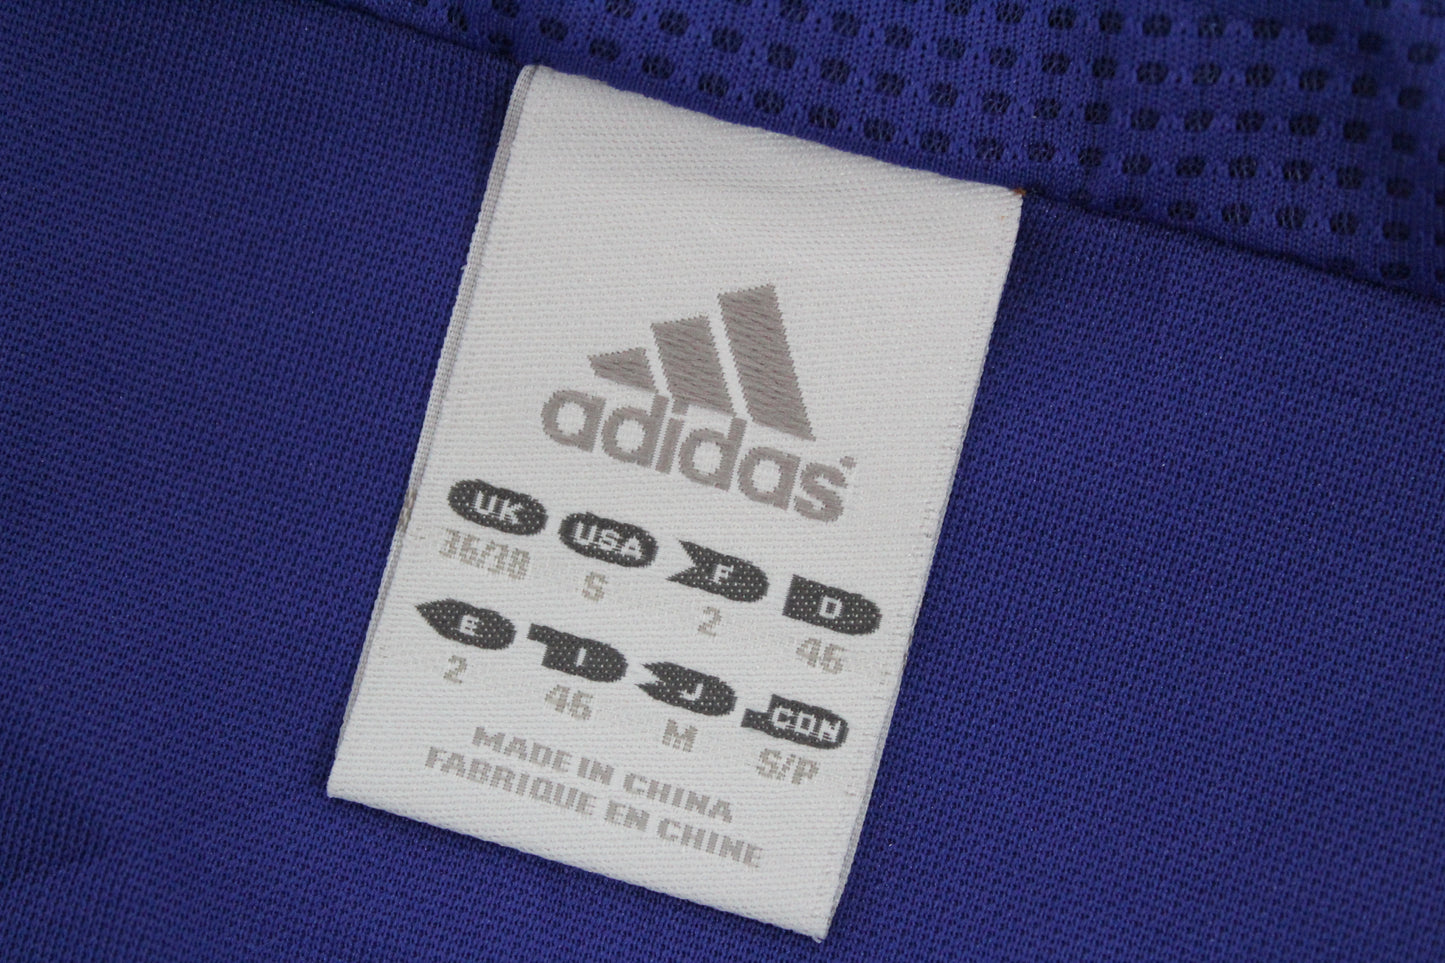 adidas
UK USA F D
36/38 S 2 46
E I J CDN
2 46 M S/P
MADE IN CHINA
FABRIQUE EN CHINE